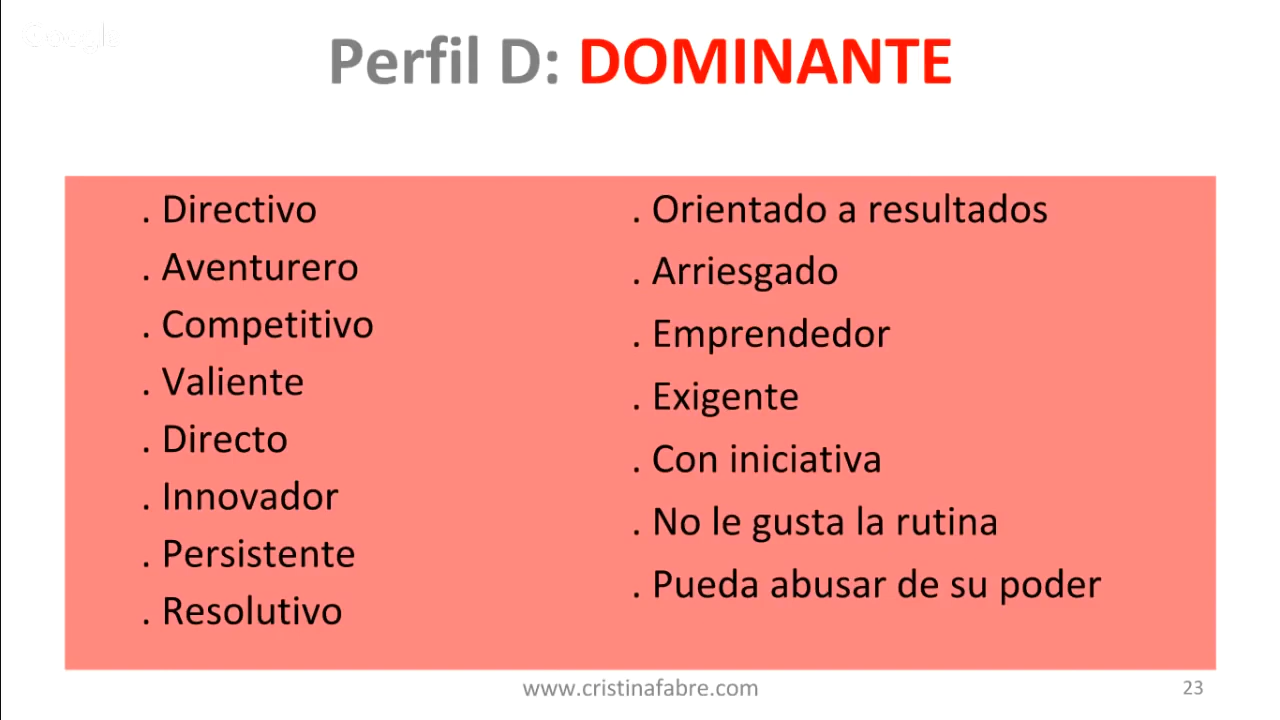 Google
Perfil D: DOMINANTE
. Directivo
. Aventurero
. Competitivo
. Valiente
. Directo
. Innovador
. Persistente
. Resolutivo
. Orientado a resultados
. Arriesgado
. Emprendedor
. Exigente
. Con iniciativa
. No le gusta la rutina
. Pueda abusar de su poder
www.cristinafabre.com
23